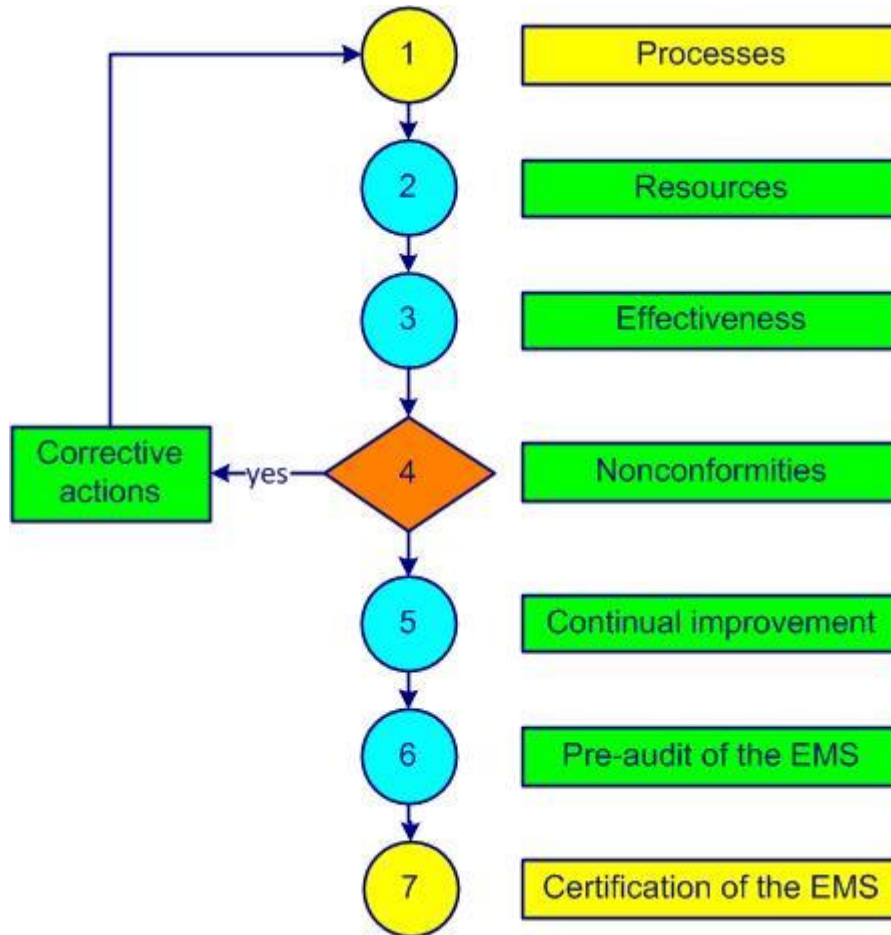 1
Processes
2
Resources
3
Effectiveness
Corrective
actions
yes
4
Nonconformities
5
Continual improvement
6
Pre-audit of the EMS
7
Certification of the EMS